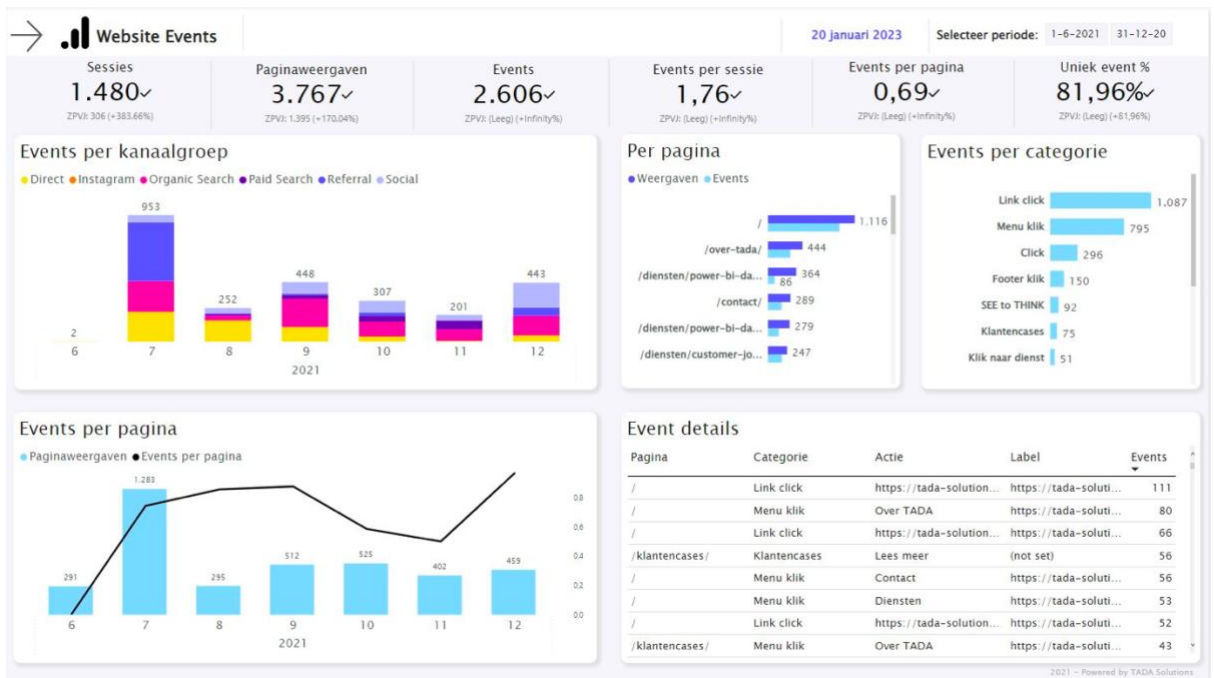 Website Events
20 januari 2023
Selecteer periode: 1-6-2021 31-12-20
Sessies
1.480
ZPVJ: 306 (+383.66%)
Paginaweergaven
3.767
ZPVJ: 1.395 (+170.04%)
Events
2.606
ZPVJ: (Leeg) (+Infinity%)
Events per sessie
1,76
ZPVJ: (Leeg) (+Infinity%)
Events per pagina
0,69
ZPVJ: (Leeg) (+Infinity%)
Uniek event %
81,96%
ZPVJ: (Leeg) (+81,96%)
Events per kanaalgroep
Direct Instagram Organic Search Paid Search Referral Social
953
448
443
307
252
201
2
6 7 8 9 10 11 12
2021
Per pagina
Weergaven Events
/ 1.116
/over-tada/ 444
/diensten/power-bi-da... 364
86
/contact/ 289
/diensten/power-bi-da... 279
/diensten/customer-jo... 247
Events per categorie
Link click 1.087
Menu klik 795
Click 296
Footer klik 150
SEE to THINK 92
Klantencases 75
Klik naar dienst 51
Events per pagina
Paginaweergaven Events per pagina
291 1.283 295 512 525 402 459
0.8
0.6
0.4
0.2
0.0
6 7 8 9 10 11 12
2021
Event details
Pagina Categorie Actie Label Events
/ Link click https://tada-solution... https://tada-soluti... 111
/ Menu klik Over TADA https://tada-soluti... 80
/ Link click https://tada-solution... https://tada-soluti... 66
/klantencases/ Klantencases Lees meer (not set) 56
/ Menu klik Contact https://tada-soluti... 56
/ Menu klik Diensten https://tada-soluti... 53
/ Link click https://tada-solution... https://tada-soluti... 52
/klantencases/ Menu klik Over TADA https://tada-soluti... 43
2021 - Powered by TADA Solutions